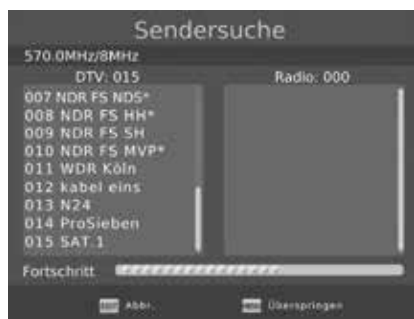 Sendersuche
570.0MHz/8MHz
DTV: 015
Radio: 000
007 NDR FS NDS*
008 NDR FS HH*
009 NDR FS SH
010 NDR FS MVP*
011 WDR Köln
012 kabel eins
013 N24
014 ProSieben
015 SAT.1
Fortschritt
EXIT Abbr.
MENU Überspringen